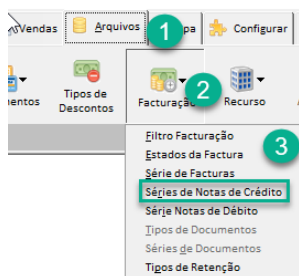 Vendas Arquivos 1 pa Configurar
entos Tipos de Descontos Facturação 2 Recurso
3
Filtro Facturação
Estados da Factura
Série de Facturas
Séries de Notas de Crédito
Série Notas de Débito
Tipos de Documentos
Séries de Documentos
Tipos de Retenção